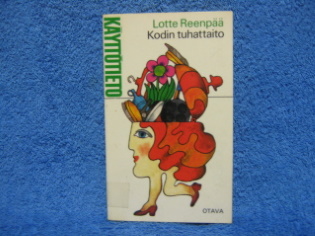 KÄYTTÖTIETO
Lotte Reenpää
Kodin tuhattaito
OTAVA